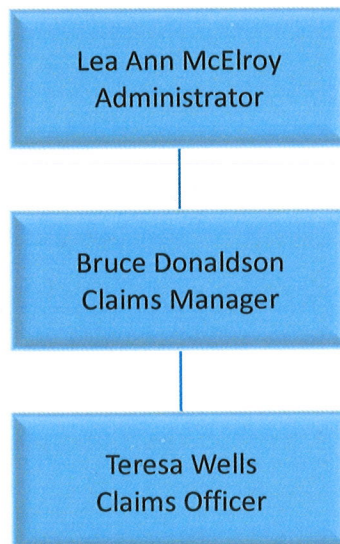 Lea Ann McElroy
Administrator
Bruce Donaldson
Claims Manager
Teresa Wells
Claims Officer